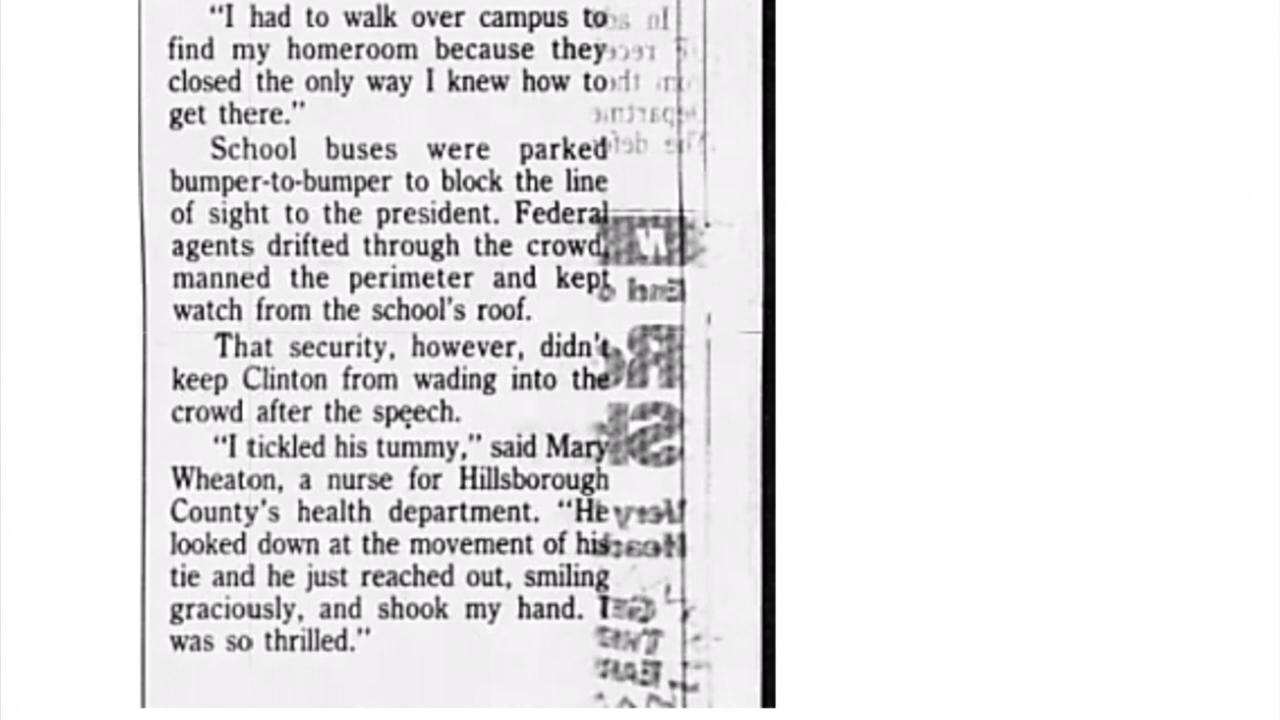 “I had to walk over campus to
find my homeroom because they
closed the only way I knew how to
get there.”
School buses were parked
bumper-to-bumper to block the line
of sight to the president. Federal
agents drifted through the crowd,
manned the perimeter and kept
watch from the school’s roof.
That security, however, didn’t
keep Clinton from wading into the
crowd after the speech.
“I tickled his tummy,” said Mary
Wheaton, a nurse for Hillsborough
County’s health department. “He
looked down at the movement of his
tie and he just reached out, smiling
graciously, and shook my hand. I
was so thrilled.”